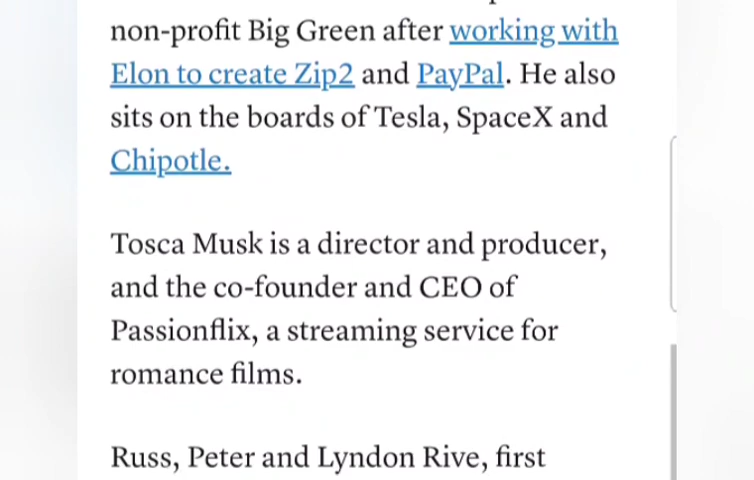 non-profit Big Green after working with
Elon to create Zip2 and PayPal. He also
sits on the boards of Tesla, SpaceX and
Chipotle.
Tosca Musk is a director and producer,
and the co-founder and CEO of
Passionflix, a streaming service for
romance films.
Russ, Peter and Lyndon Rive, first